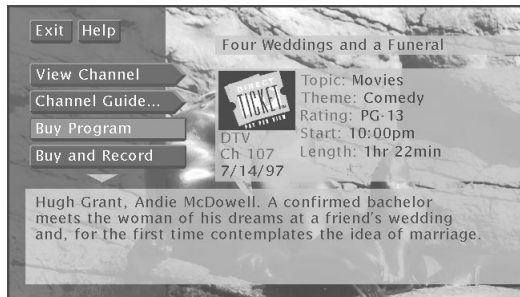 Exit Help
Four Weddings and a Funeral
View Channel
Channel Guide...
Buy Program
Buy and Record
DIRECT
TICKET
PAY PER VIEW
DTV
Ch 107
7/14/97
Topic: Movies
Theme: Comedy
Rating: PG-13
Start: 10:00pm
Length: 1hr 22min
Hugh Grant, Andie McDowell. A confirmed bachelor
meets the woman of his dreams at a friend's wedding
and, for the first time contemplates the idea of marriage.